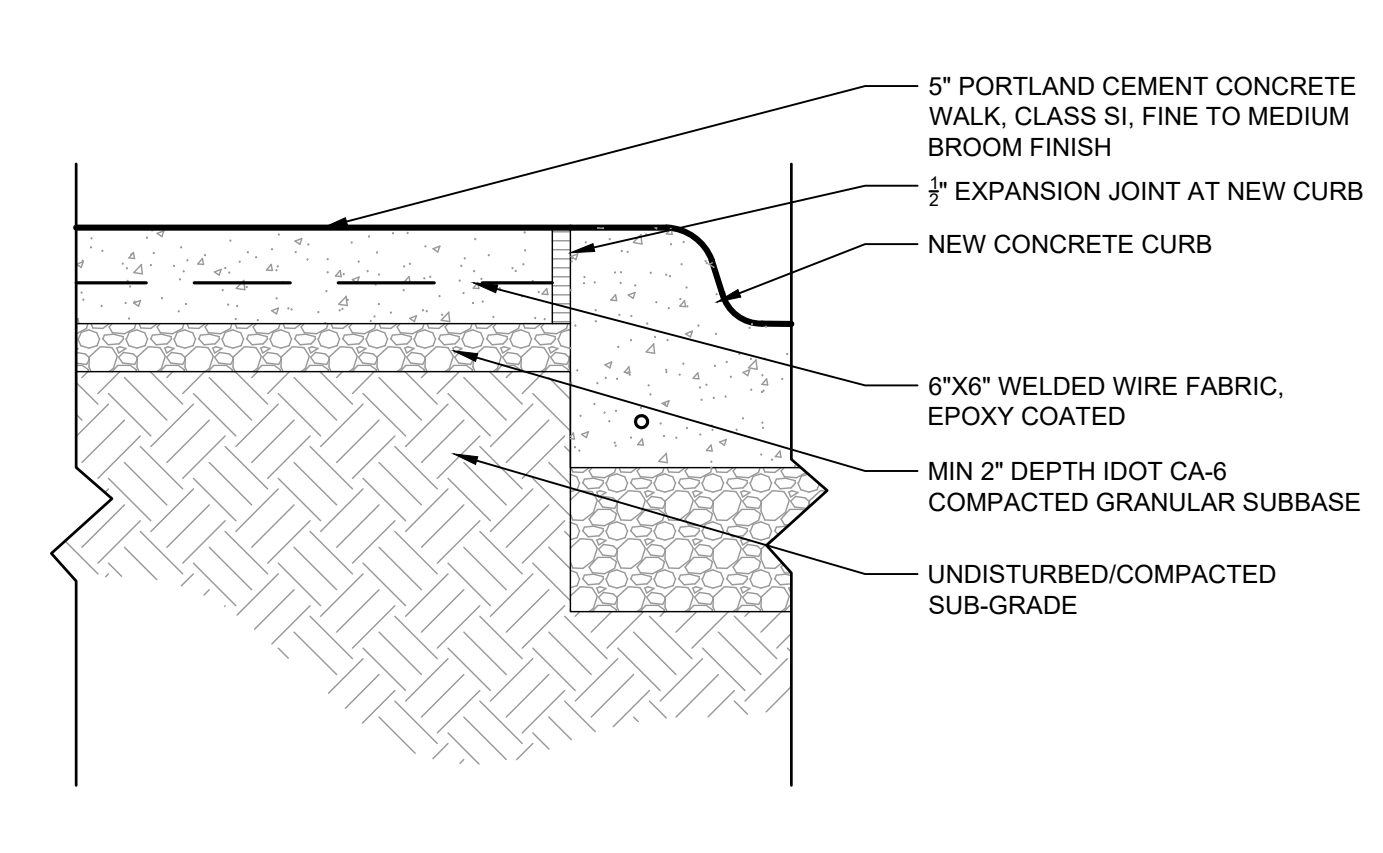 5" PORTLAND CEMENT CONCRETE
WALK, CLASS SI, FINE TO MEDIUM
BROOM FINISH
½" EXPANSION JOINT AT NEW CURB
NEW CONCRETE CURB
6"X6" WELDED WIRE FABRIC,
EPOXY COATED
MIN 2" DEPTH IDOT CA-6
COMPACTED GRANULAR SUBBASE
UNDISTURBED/COMPACTED
SUB-GRADE